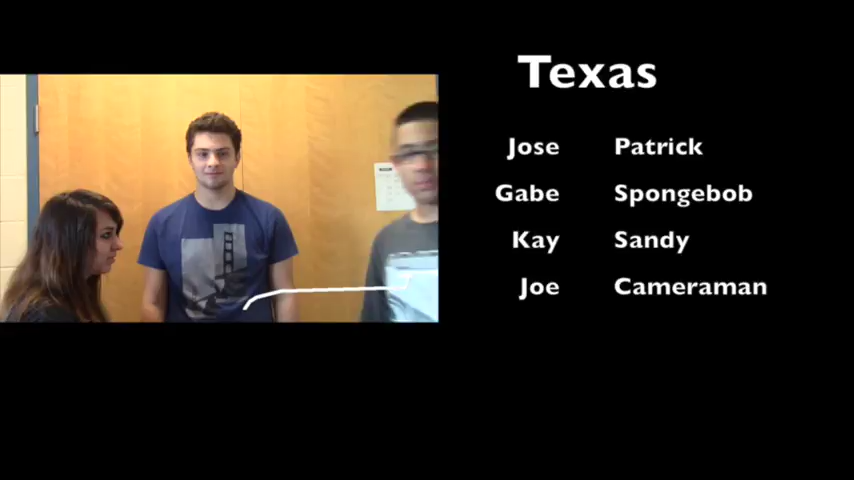 Texas
Jose Patrick
Gabe Spongebob
Kay Sandy
Joe Cameraman